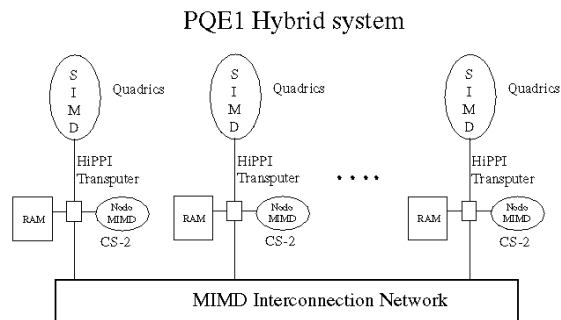 PQE1 Hybrid system
S
I
M
D
Quadrics
S
I
M
D
Quadrics
S
I
M
D
Quadrics
HiPPI
Transputer
HiPPI
Transputer
HiPPI
Transputer
RAM
Nodo
MIMD
CS-2
RAM
Nodo
MIMD
CS-2
RAM
Nodo
MIMD
CS-2
MIMD Interconnection Network